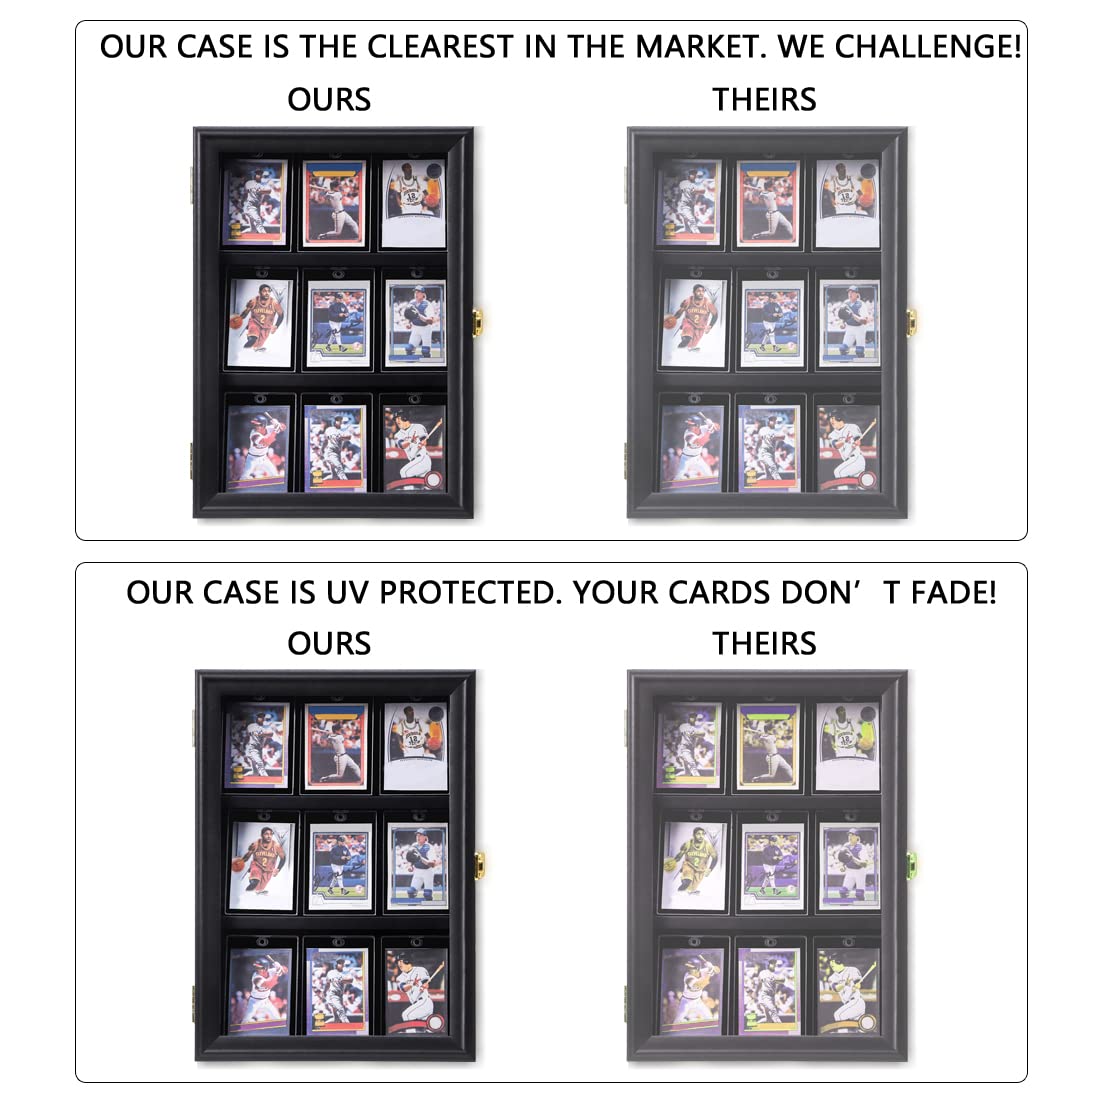 OUR CASE IS THE CLEAREST IN THE MARKET. WE CHALLENGE!
OURS
THEIRS
OUR CASE IS UV PROTECTED. YOUR CARDS DON’T FADE!
OURS
THEIRS